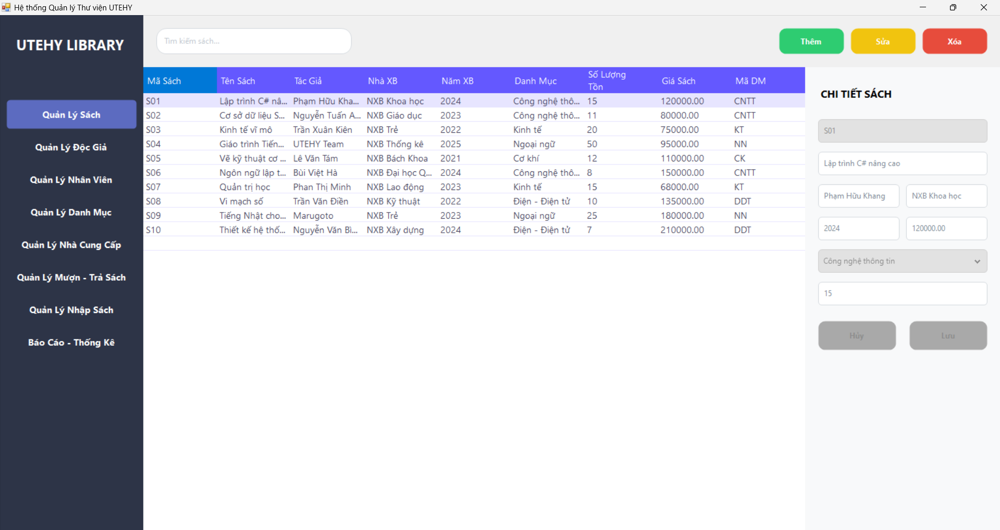 Hệ thống Quản lý Thư viện UTEHY
UTEHY LIBRARY
Quản Lý Sách
Quản Lý Độc Giả
Quản Lý Nhân Viên
Quản Lý Danh Mục
Quản Lý Nhà Cung Cấp
Quản Lý Mượn - Trả Sách
Quản Lý Nhập Sách
Báo Cáo - Thống Kê
Tìm kiếm sách...
Thêm Sửa Xóa
Mã Sách Tên Sách Tác Giả Nhà XB Năm XB Danh Mục Số Lượng Tồn Giá Sách Mã DM
S01 Lập trình C# nâ... Phạm Hữu Kha... NXB Khoa học 2024 Công nghệ thô... 15 120000.00 CNTT
S02 Cơ sở dữ liệu S... Nguyễn Tuấn A... NXB Giáo dục 2023 Công nghệ thô... 11 80000.00 CNTT
S03 Kinh tế vĩ mô Trần Xuân Kiên NXB Trẻ 2022 Kinh tế 20 75000.00 KT
S04 Giáo trình Tiến... UTEHY Team NXB Thống kê 2025 Ngoại ngữ 50 95000.00 NN
S05 Vẽ kỹ thuật cơ ... Lê Văn Tám NXB Bách Khoa 2021 Cơ khí 12 110000.00 CK
S06 Ngôn ngữ lập t... Bùi Việt Hà NXB Đại học Q... 2024 Công nghệ thô... 8 150000.00 CNTT
S07 Quản trị học Phan Thị Minh NXB Lao động 2023 Kinh tế 15 68000.00 KT
S08 Vi mạch số Trần Văn Điền NXB Kỹ thuật 2022 Điện - Điện tử 10 135000.00 DDT
S09 Tiếng Nhật cho... Marugoto NXB Trẻ 2023 Ngoại ngữ 25 180000.00 NN
S10 Thiết kế hệ thố... Nguyễn Văn Bì... NXB Xây dựng 2024 Điện - Điện tử 7 210000.00 DDT
CHI TIẾT SÁCH
S01
Lập trình C# nâng cao
Phạm Hữu Khang NXB Khoa học
2024 120000.00
Công nghệ thông tin
15
Hủy Lưu